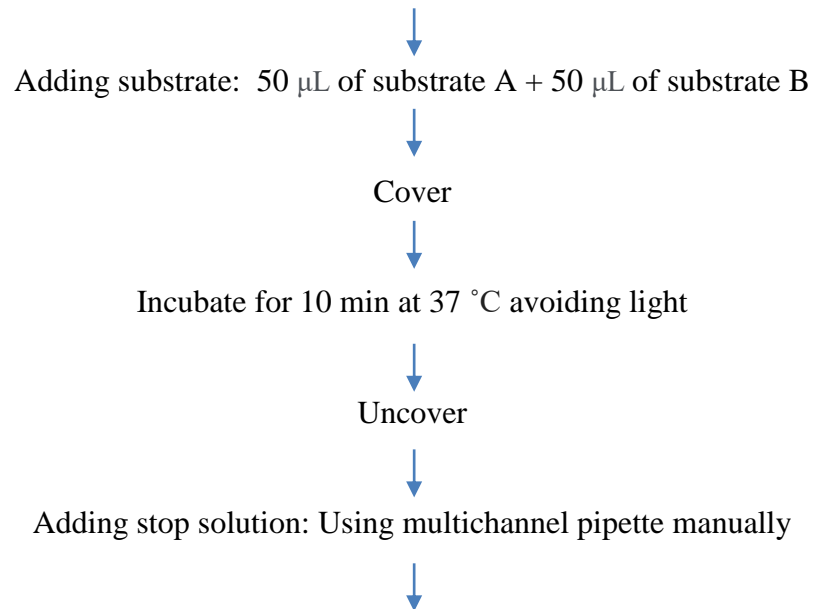 Adding substrate:  50 μL of substrate A + 50 μL of substrate B
Cover
Incubate for 10 min at 37 ˚C avoiding light
Uncover
Adding stop solution: Using multichannel pipette manually